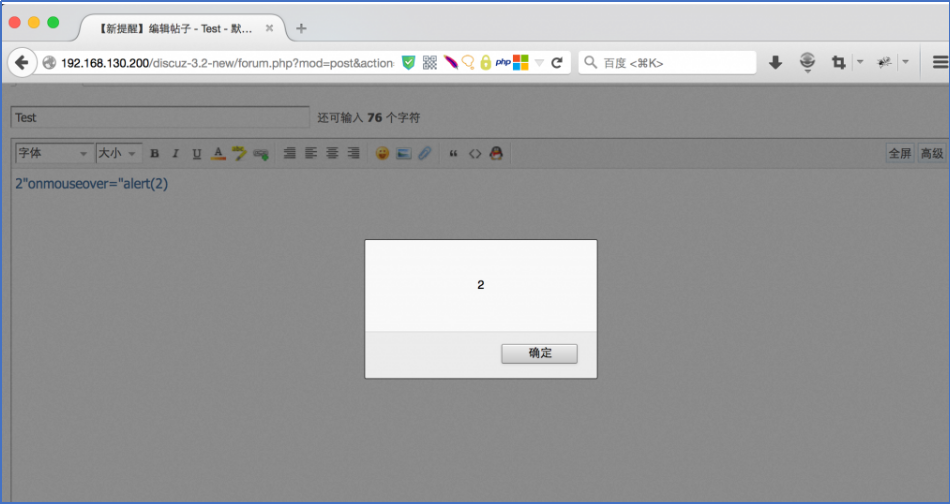 【新提醒】编辑帖子 - Test - 默...
192.168.130.200/discuz-3.2-new/forum.php?mod=post&action
php
百度 <⌘K>
Test
还可输入 76 个字符
字体 大小 B I U A
全屏 高级
2"onmouseover="alert(2)
2
确定